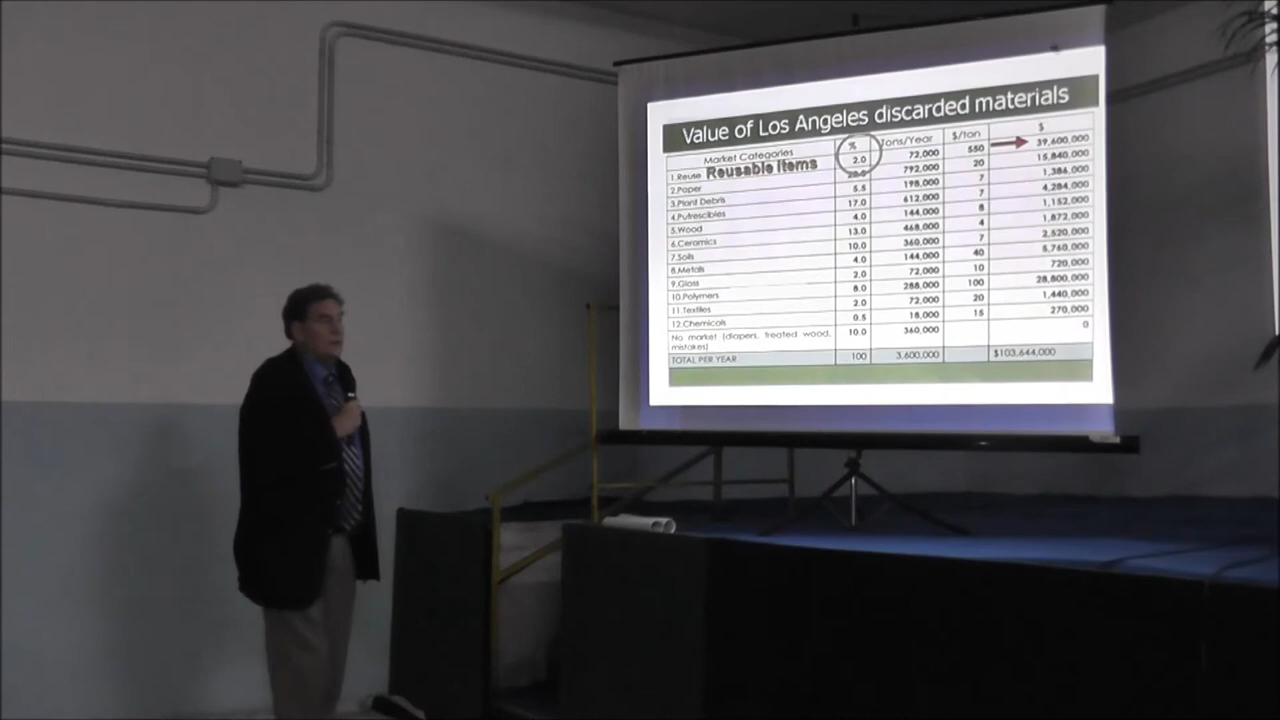 Value of Los Angeles discarded materials
Market Categories % Tons/Year $/ton $
1.Reuse Reusable Items 2.0 72,000 550 39,600,000
2.Paper 792,000 20 15,840,000
3.Plant Debris 5.5 198,000 7 1,386,000
4.Putrescibles 17.0 612,000 7 4,284,000
5.Wood 4.0 144,000 8 1,152,000
6.Ceramics 13.0 468,000 4 1,872,000
7.Soils 10.0 360,000 7 2,520,000
8.Metals 4.0 144,000 40 5,760,000
9.Glass 2.0 72,000 10 720,000
10.Polymers 8.0 288,000 100 28,800,000
11.Textiles 2.0 72,000 20 1,440,000
12.Chemicals 0.5 18,000 15 270,000
No market (diapers, treated wood, 10.0 360,000 0
mistakes)
TOTAL PER YEAR 100 3,600,000 $103,644,000